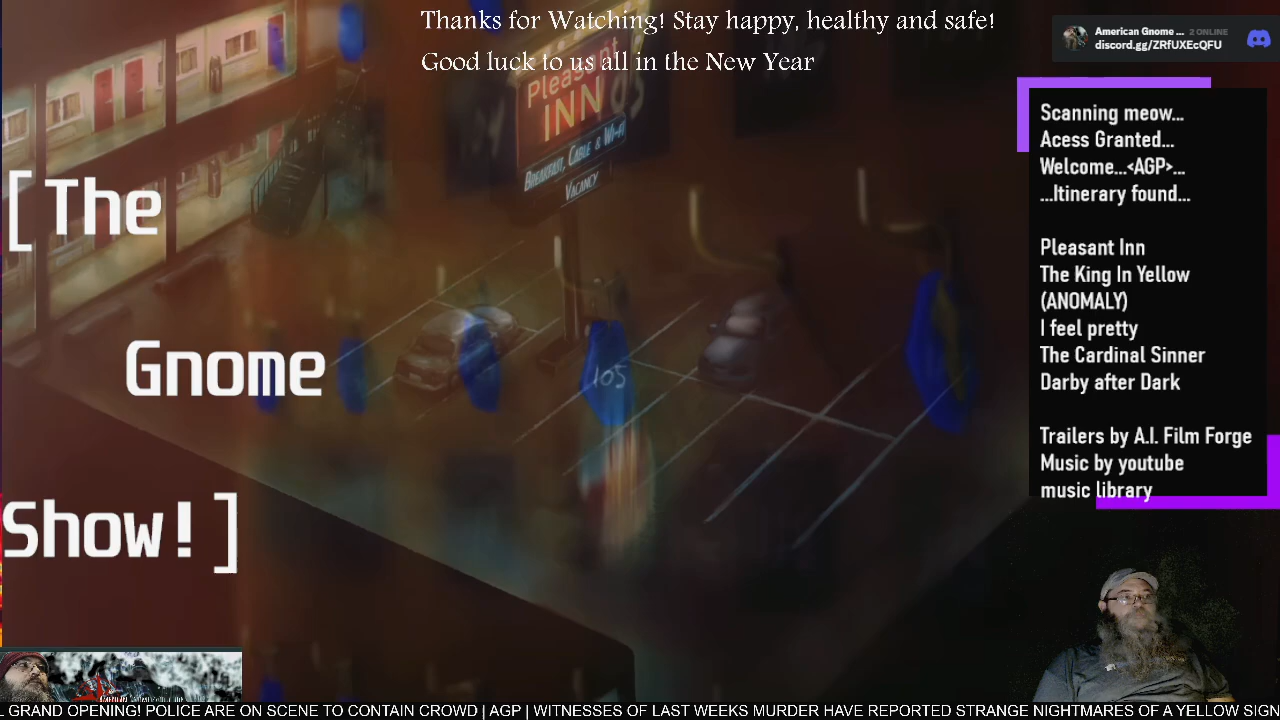 Thanks for Watching! Stay happy, healthy and safe!
Good luck to us all in the New Year
American Gnome ... 2 ONLINE
discord.gg/ZRfUXEcQFU
Pleasant
INN
BREAKFAST, CABLE & WI-FI
VACANCY
[The
Gnome
Show!]
105
Scanning meow...
Acess Granted...
Welcome...<AGP>...
...Itinerary found...
Pleasant Inn
The King In Yellow
(ANOMALY)
I feel pretty
The Cardinal Sinner
Darby after Dark
Trailers by A.I. Film Forge
Music by youtube
music library
GRAND OPENING! POLICE ARE ON SCENE TO CONTAIN CROWD | AGP | WITNESSES OF LAST WEEKS MURDER HAVE REPORTED STRANGE NIGHTMARES OF A YELLOW SIGN